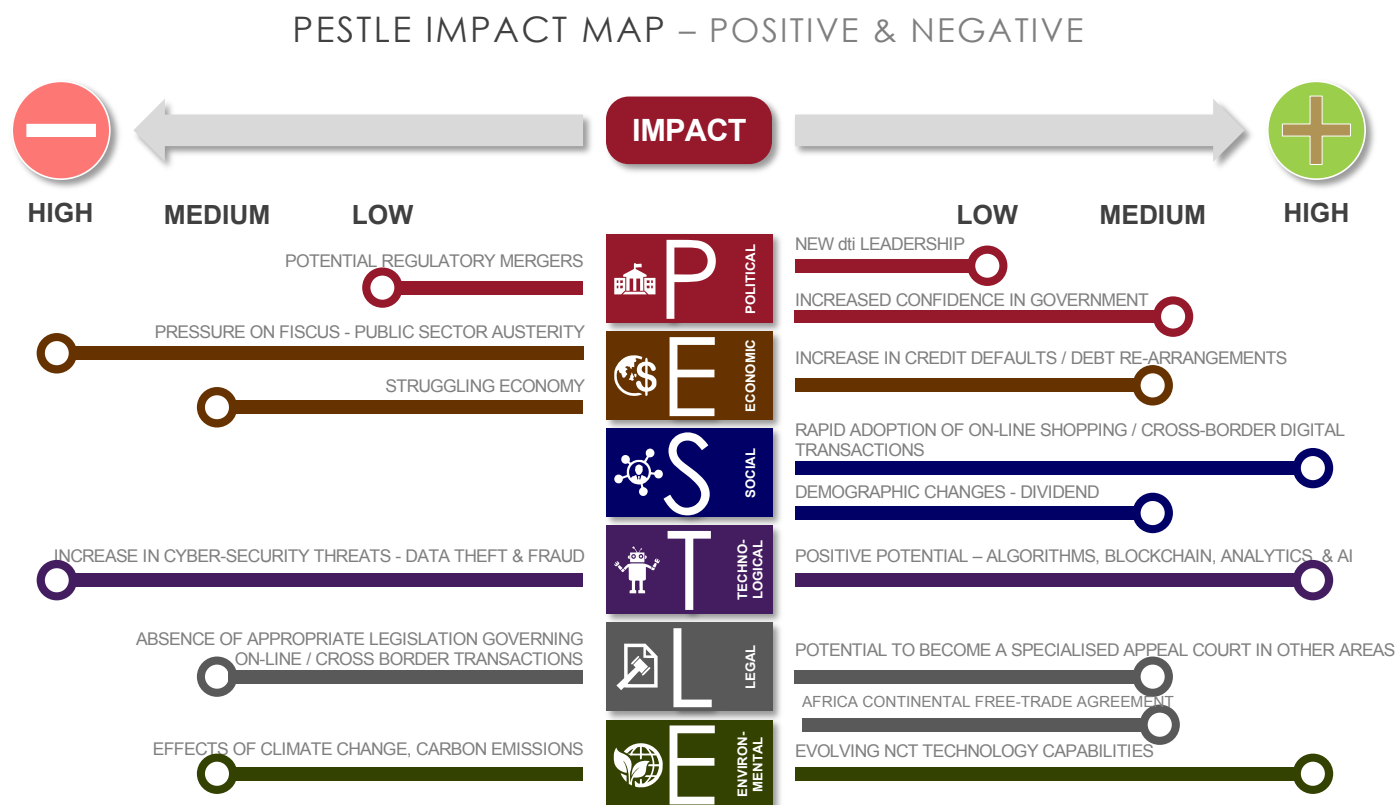 PESTLE IMPACT MAP – POSITIVE & NEGATIVE
IMPACT
HIGH MEDIUM LOW LOW MEDIUM HIGH
POTENTIAL REGULATORY MERGERS
P
POLITICAL
NEW dti LEADERSHIP
INCREASED CONFIDENCE IN GOVERNMENT
PRESSURE ON FISCUS - PUBLIC SECTOR AUSTERITY
STRUGGLING ECONOMY
$
E
ECONOMIC
INCREASE IN CREDIT DEFAULTS / DEBT RE-ARRANGEMENTS
S
SOCIAL
RAPID ADOPTION OF ON-LINE SHOPPING / CROSS-BORDER DIGITAL
TRANSACTIONS
DEMOGRAPHIC CHANGES - DIVIDEND
INCREASE IN CYBER-SECURITY THREATS - DATA THEFT & FRAUD
T
TECHNO-
LOGICAL
POSITIVE POTENTIAL – ALGORITHMS, BLOCKCHAIN, ANALYTICS, & AI
ABSENCE OF APPROPRIATE LEGISLATION GOVERNING
ON-LINE / CROSS BORDER TRANSACTIONS
L
LEGAL
POTENTIAL TO BECOME A SPECIALISED APPEAL COURT IN OTHER AREAS
AFRICA CONTINENTAL FREE-TRADE AGREEMENT
EFFECTS OF CLIMATE CHANGE, CARBON EMISSIONS
E
ENVIRON-
MENTAL
EVOLVING NCT TECHNOLOGY CAPABILITIES